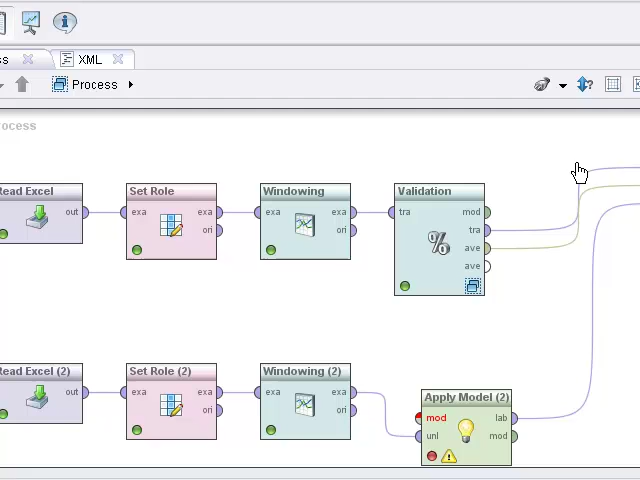 ss
XML
Process
rocess
Read Excel
out
Set Role
exa
exa
ori
Windowing
exa
exa
ori
Validation
tra
mod
tra
ave
ave
%
Read Excel (2)
out
Set Role (2)
exa
exa
ori
Windowing (2)
exa
exa
ori
Apply Model (2)
mod
unl
lab
mod